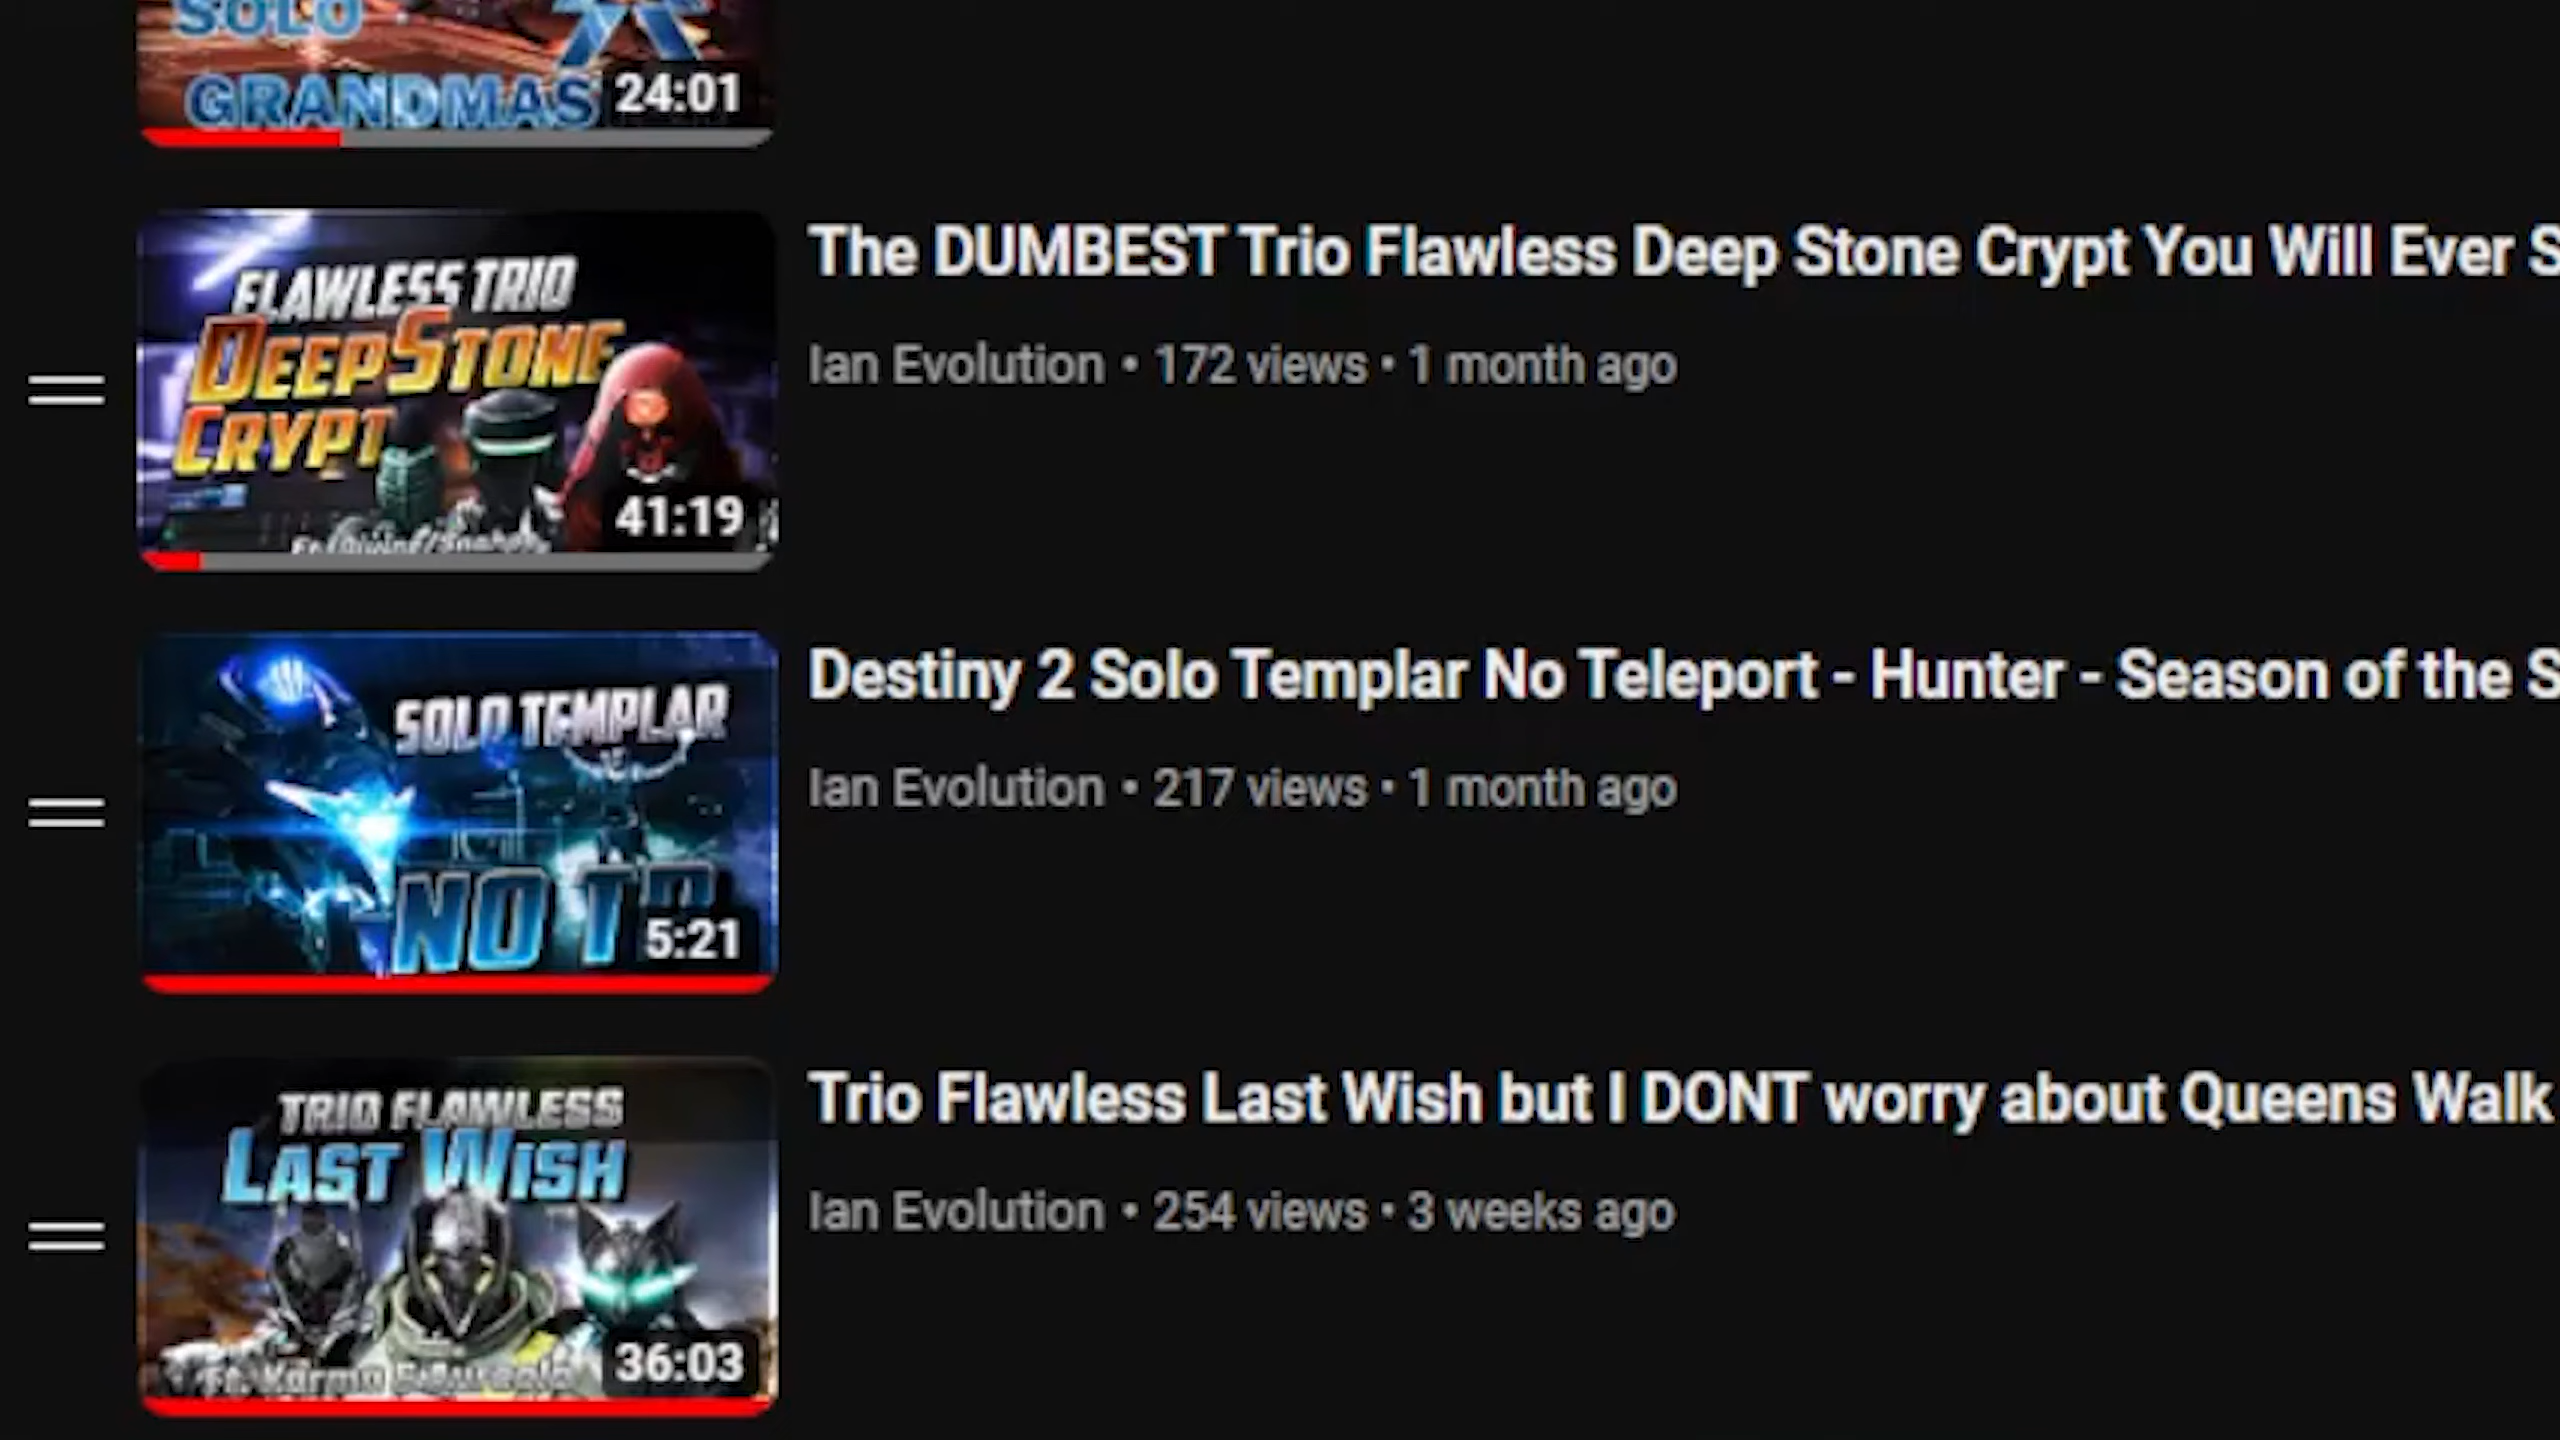 SOLO
GRANDMAS
24:01
FLAWLESS TRIO
DEEPSTONE
CRYPT
41:19
The DUMBEST Trio Flawless Deep Stone Crypt You Will Ever S
Ian Evolution • 172 views • 1 month ago
SOLO TEMPLAR
NO T
5:21
Destiny 2 Solo Templar No Teleport - Hunter - Season of the S
Ian Evolution • 217 views • 1 month ago
TRIO FLAWLESS
LAST WISH
Ft. Karma
36:03
Trio Flawless Last Wish but I DONT worry about Queens Walk
Ian Evolution • 254 views • 3 weeks ago